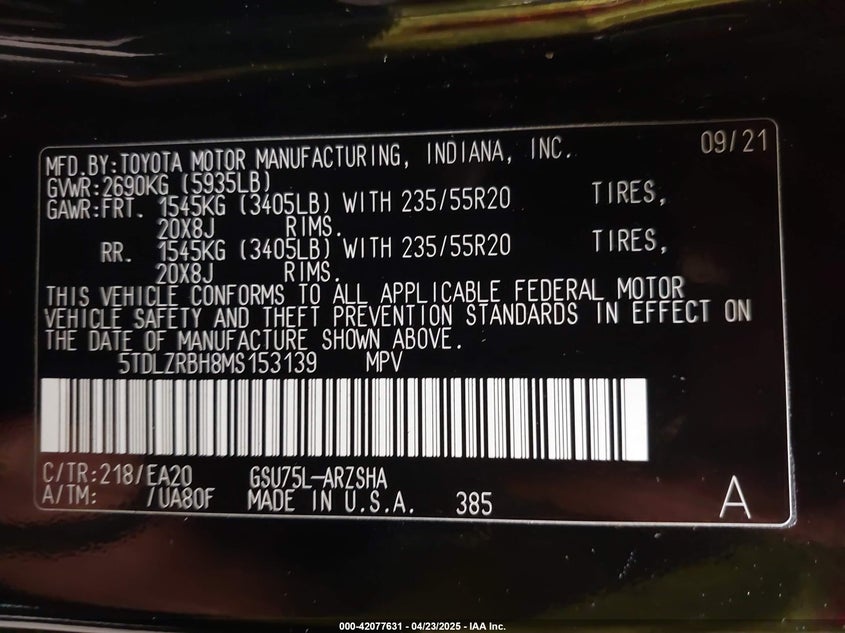 09/21
MFD.BY:TOYOTA MOTOR MANUFACTURING, INDIANA, INC.
GVWR:2690KG (5935LB)
GAWR:FRT. 1545KG (3405LB) WITH 235/55R20 TIRES,
20X8J RIMS.
RR. 1545KG (3405LB) WITH 235/55R20 TIRES,
20X8J RIMS.
THIS VEHICLE CONFORMS TO ALL APPLICABLE FEDERAL MOTOR
VEHICLE SAFETY AND THEFT PREVENTION STANDARDS IN EFFECT ON
THE DATE OF MANUFACTURE SHOWN ABOVE.
5TDLZRBH8MS153139 MPV
C/TR:218/EA20 GSU75L-ARZSHA
A/TM: /UA80F MADE IN U.S.A. 385 A
000-42077631 - 04/23/2025 - IAA Inc.